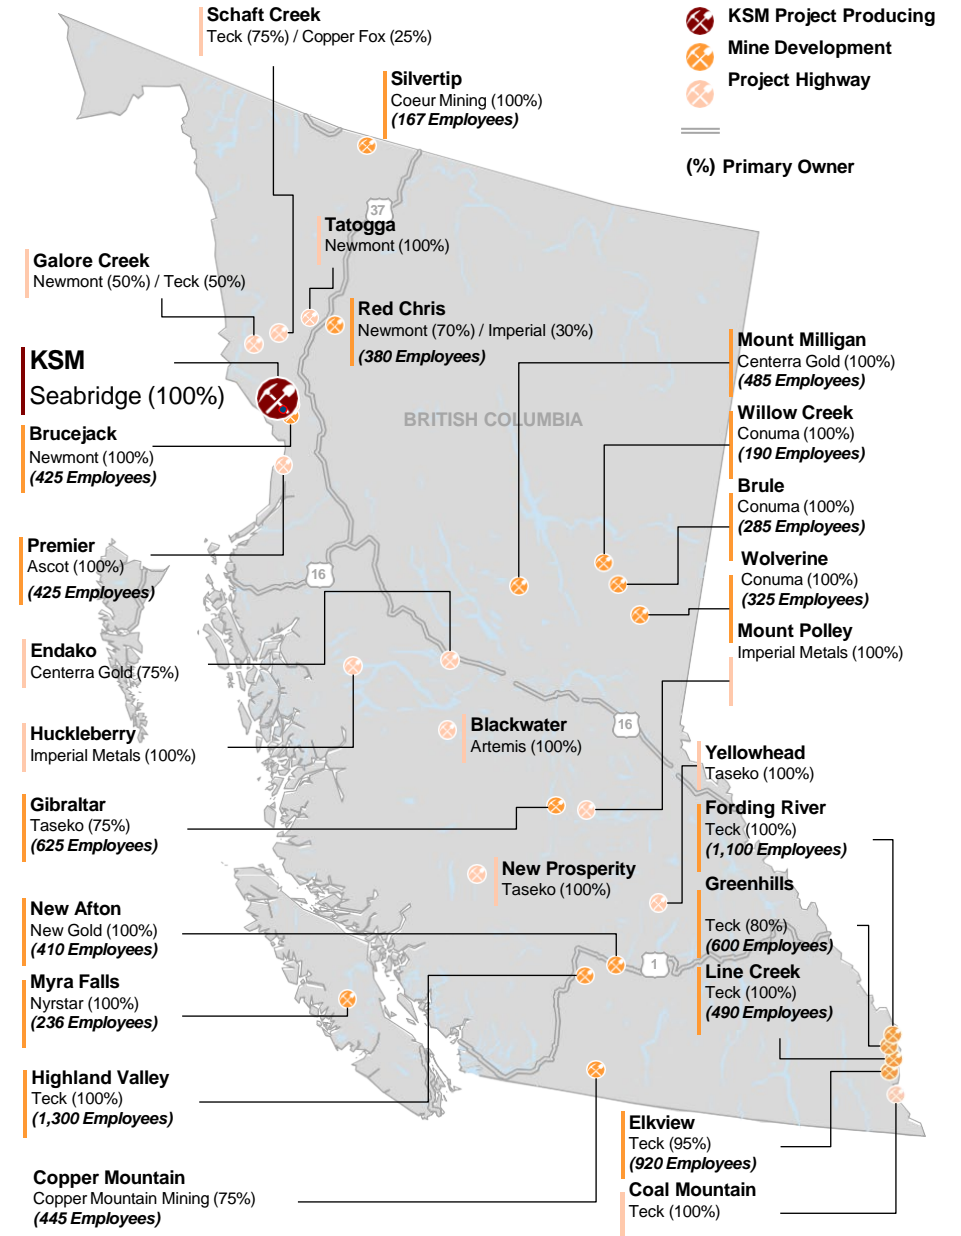 Schaft Creek
Teck (75%) / Copper Fox (25%)
KSM Project Producing
Mine Development
Project Highway
(%) Primary Owner
Silvertip
Coeur Mining (100%)
(167 Employees)
37
Tatogga
Newmont (100%)
Galore Creek
Newmont (50%) / Teck (50%)
Red Chris
Newmont (70%) / Imperial (30%)
(380 Employees)
KSM
Seabridge (100%)
BRITISH COLUMBIA
Mount Milligan
Centerra Gold (100%)
(485 Employees)
Brucejack
Newmont (100%)
(425 Employees)
Willow Creek
Conuma (100%)
(190 Employees)
Brule
Conuma (100%)
(285 Employees)
Premier
Ascot (100%)
(425 Employees)
16
Wolverine
Conuma (100%)
(325 Employees)
Mount Polley
Imperial Metals (100%)
Endako
Centerra Gold (75%)
Huckleberry
Imperial Metals (100%)
Blackwater
Artemis (100%)
16
Yellowhead
Taseko (100%)
Gibraltar
Taseko (75%)
(625 Employees)
Fording River
Teck (100%)
(1,100 Employees)
New Prosperity
Taseko (100%)
Greenhills
Teck (80%)
(600 Employees)
New Afton
New Gold (100%)
(410 Employees)
1
Line Creek
Teck (100%)
(490 Employees)
Myra Falls
Nyrstar (100%)
(236 Employees)
Highland Valley
Teck (100%)
(1,300 Employees)
Elkview
Teck (95%)
(920 Employees)
Copper Mountain
Copper Mountain Mining (75%)
(445 Employees)
Coal Mountain
Teck (100%)